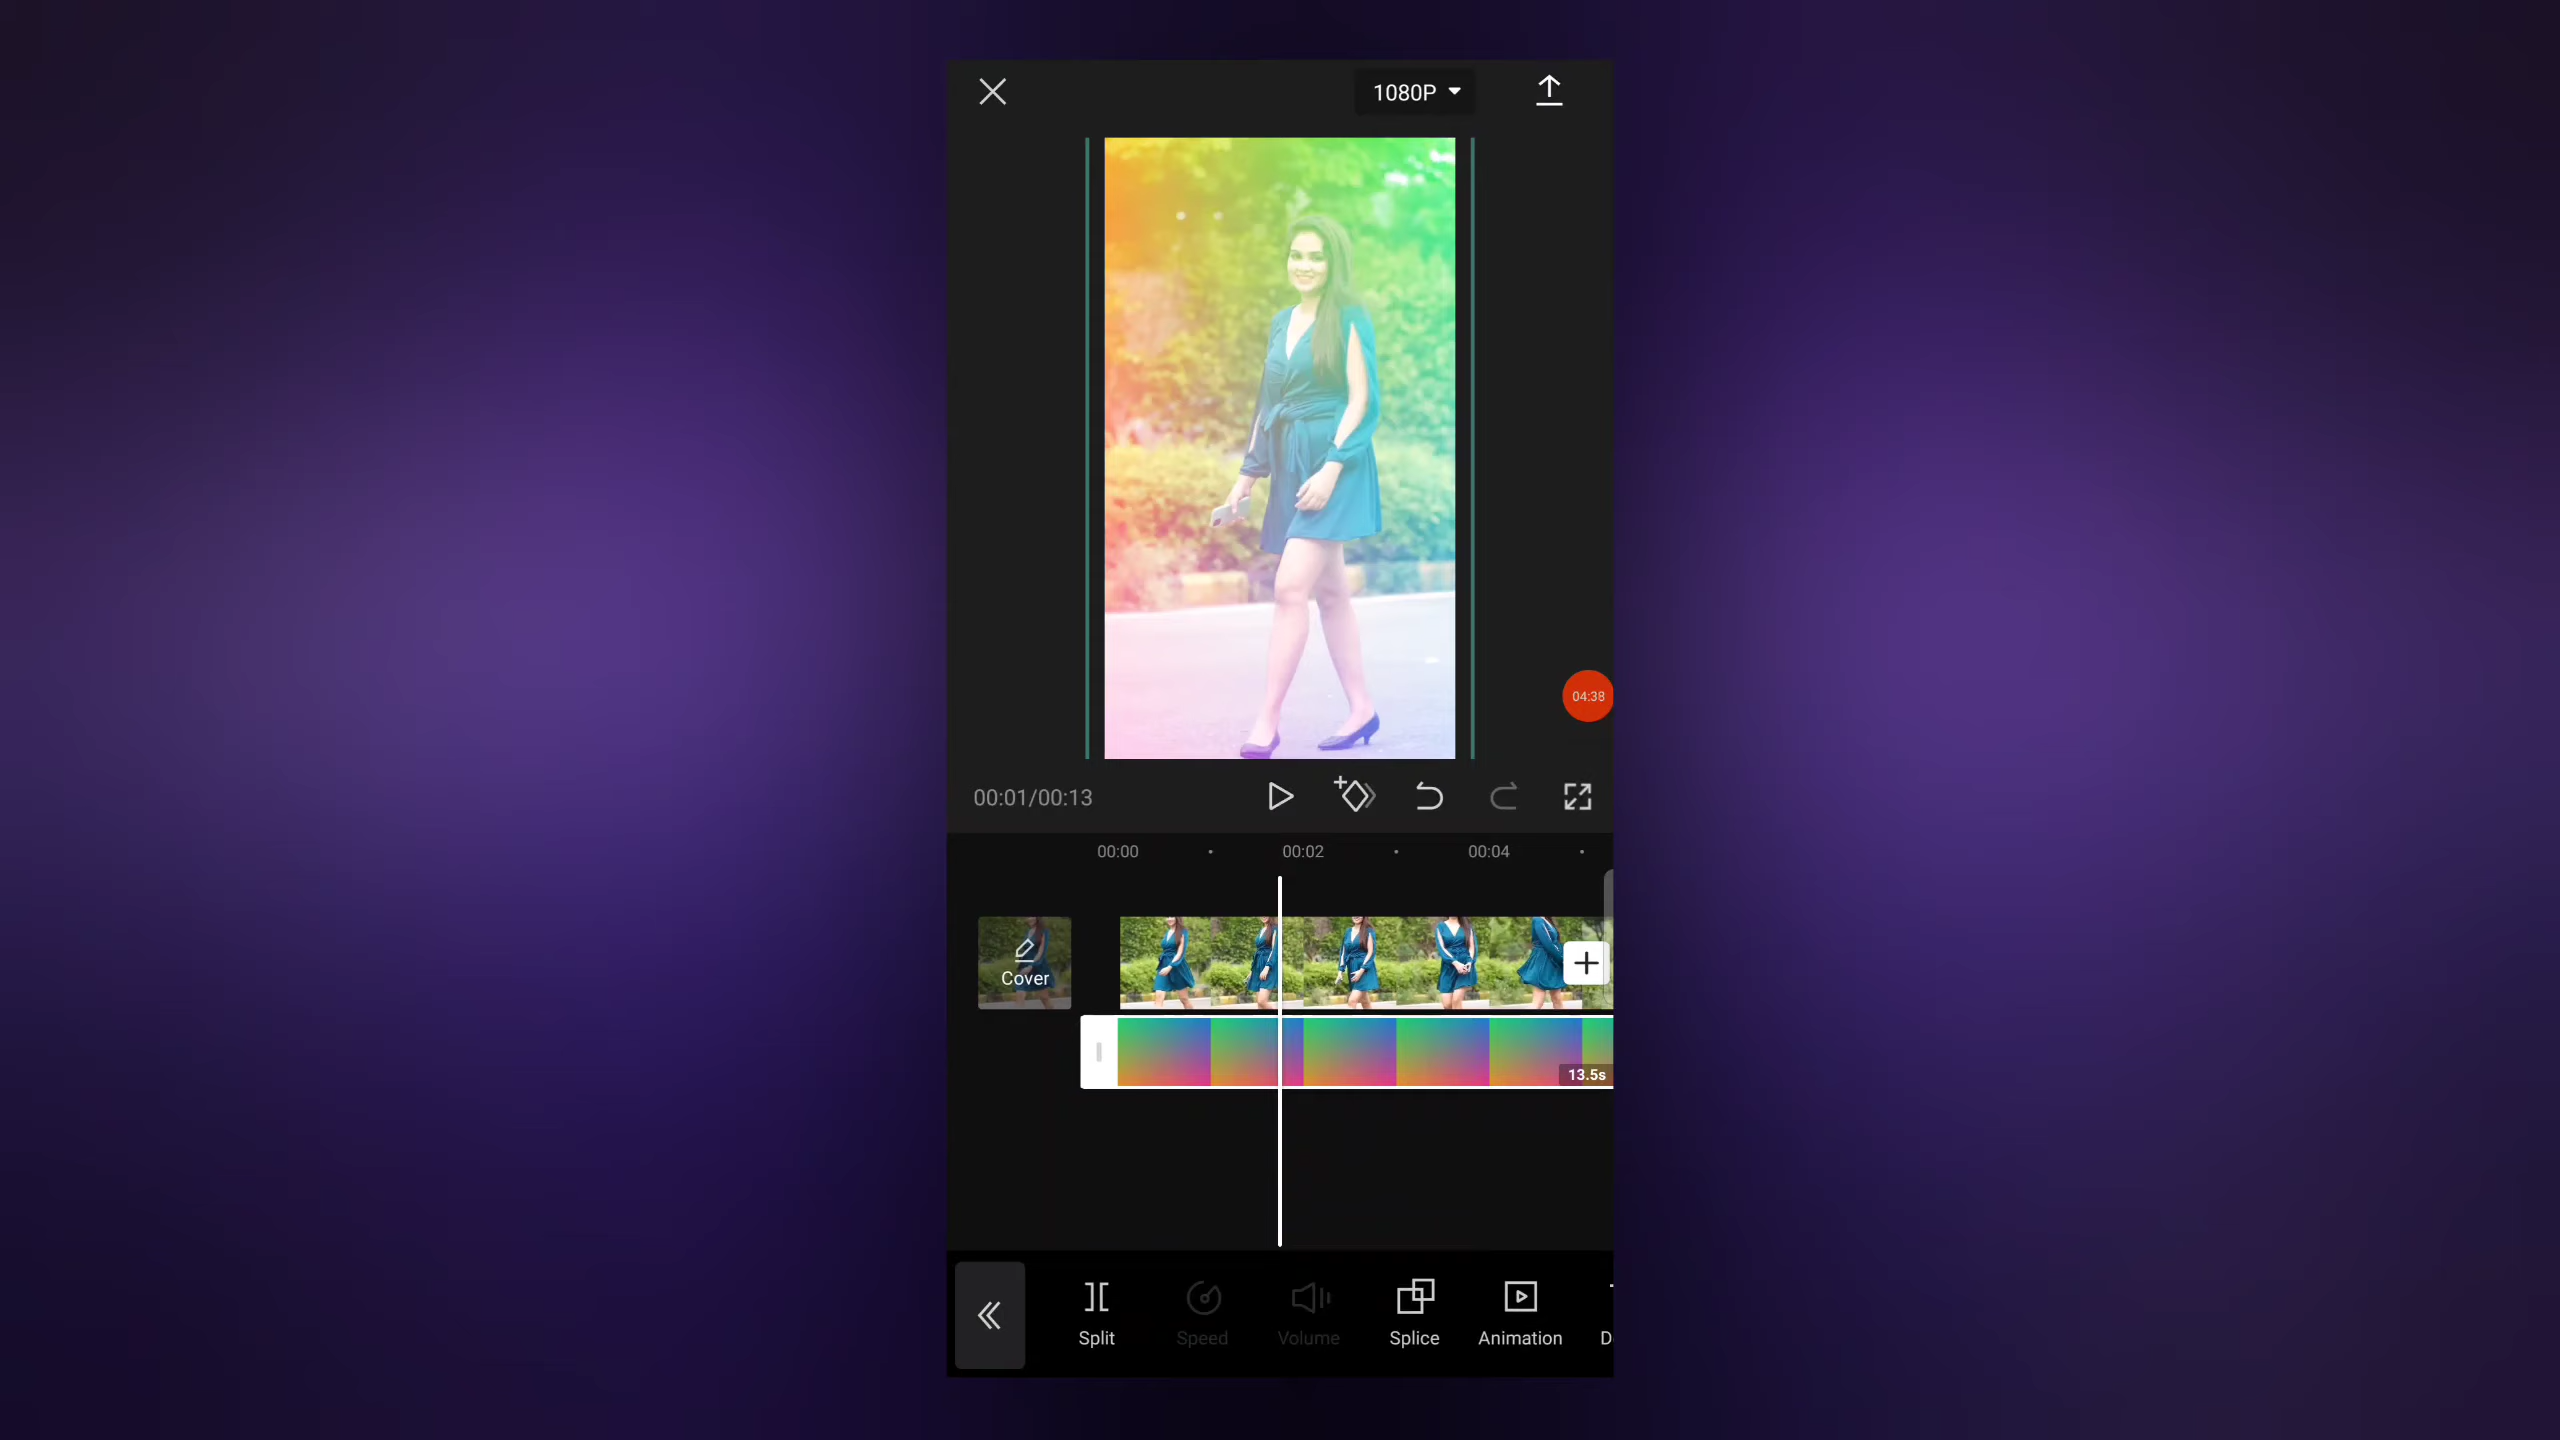 1080P
04:38
00:01/00:13
00:00 00:02 00:04
Cover
13.5s
Split Speed Volume Splice Animation D